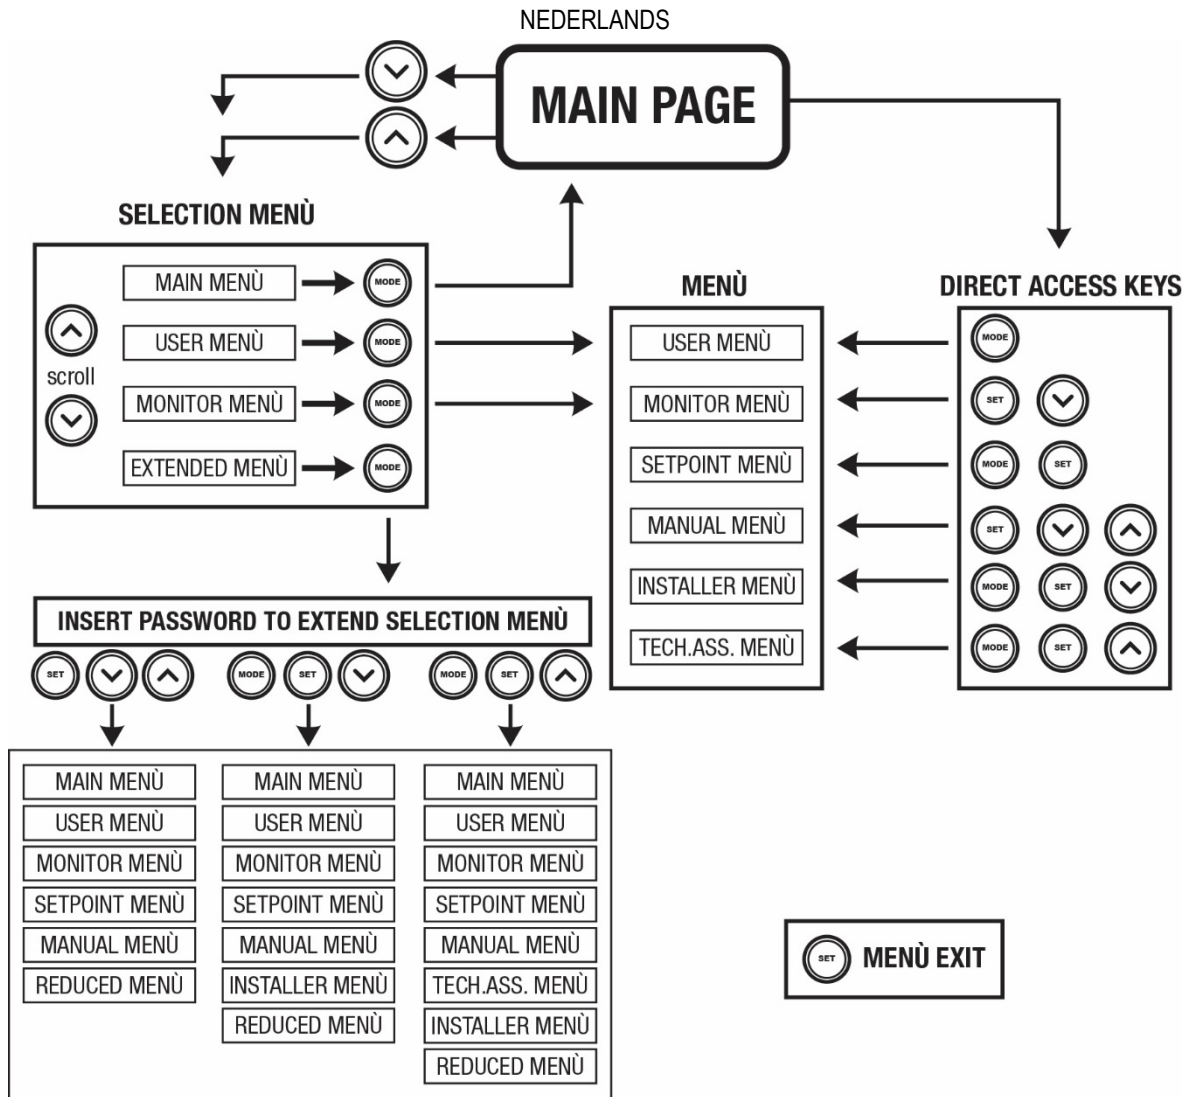 NEDERLANDS
MAIN PAGE
SELECTION MENÙ
MAIN MENÙ MODE
USER MENÙ MODE
scroll
MONITOR MENÙ MODE
EXTENDED MENÙ MODE
MENÙ
USER MENÙ
MONITOR MENÙ
SETPOINT MENÙ
MANUAL MENÙ
INSTALLER MENÙ
TECH.ASS. MENÙ
DIRECT ACCESS KEYS
MODE
SET
MODE SET
SET
MODE SET
MODE SET
INSERT PASSWORD TO EXTEND SELECTION MENÙ
SET
MODE SET
MODE SET
MAIN MENÙ
USER MENÙ
MONITOR MENÙ
SETPOINT MENÙ
MANUAL MENÙ
REDUCED MENÙ
MAIN MENÙ
USER MENÙ
MONITOR MENÙ
SETPOINT MENÙ
MANUAL MENÙ
INSTALLER MENÙ
REDUCED MENÙ
MAIN MENÙ
USER MENÙ
MONITOR MENÙ
SETPOINT MENÙ
MANUAL MENÙ
TECH.ASS. MENÙ
INSTALLER MENÙ
REDUCED MENÙ
SET MENÙ EXIT